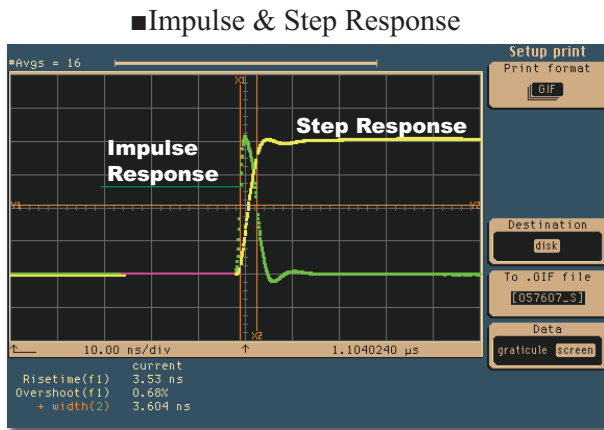 ■Impulse & Step Response
Setup print
#Avgs = 16
Print format
GIF
X1
Step Response
Impulse
Response
Y1
Y2
Destination
disk
To .GIF file
[057607_S]
X2
Data
10.00 ns/div
1.1040240 µs
graticule screen
current
Risetime(f1) 3.53 ns
Overshoot(f1) 0.68%
+ width(2) 3.604 ns